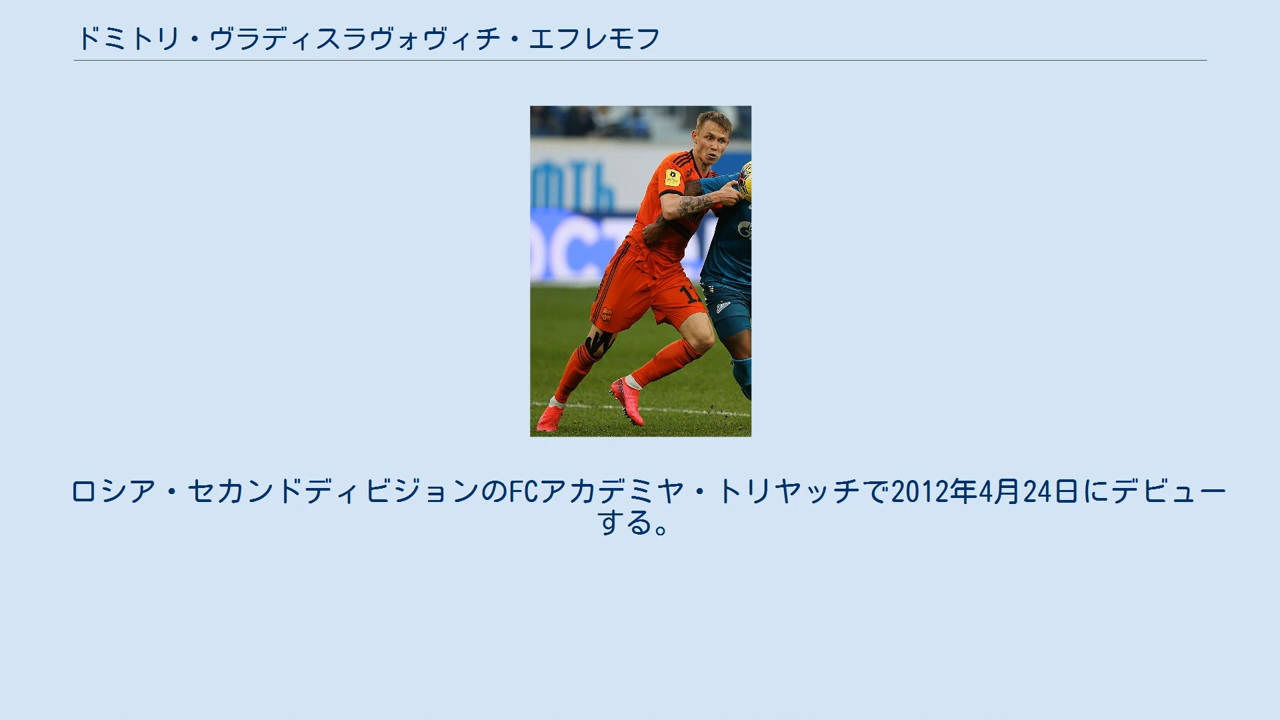 ドミトリ・ヴラディスラヴォヴィチ・エフレモフ
ロシア・セカンドディビジョンのFCアカデミヤ・トリヤッチで2012年4月24日にデビュー
する。